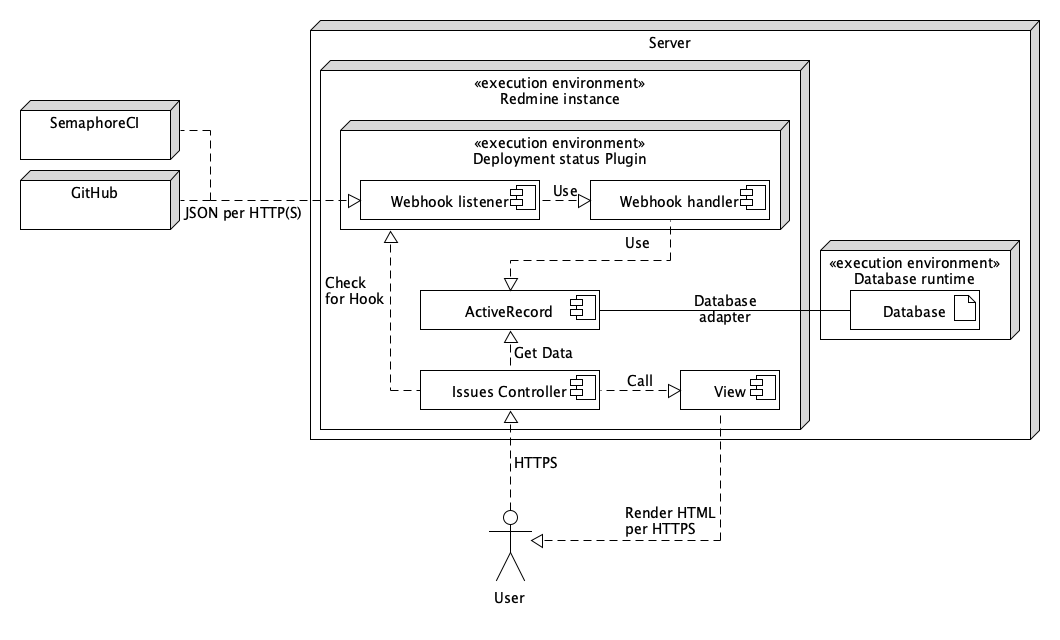 Server
«execution environment»
Redmine instance
SemaphoreCI
«execution environment»
Deployment status Plugin
GitHub
Webhook listener
Use
Webhook handler
JSON per HTTP(S)
Use
«execution environment»
Database runtime
Check
for Hook
ActiveRecord
Database
adapter
Database
Get Data
Issues Controller
Call
View
HTTPS
Render HTML
per HTTPS
User